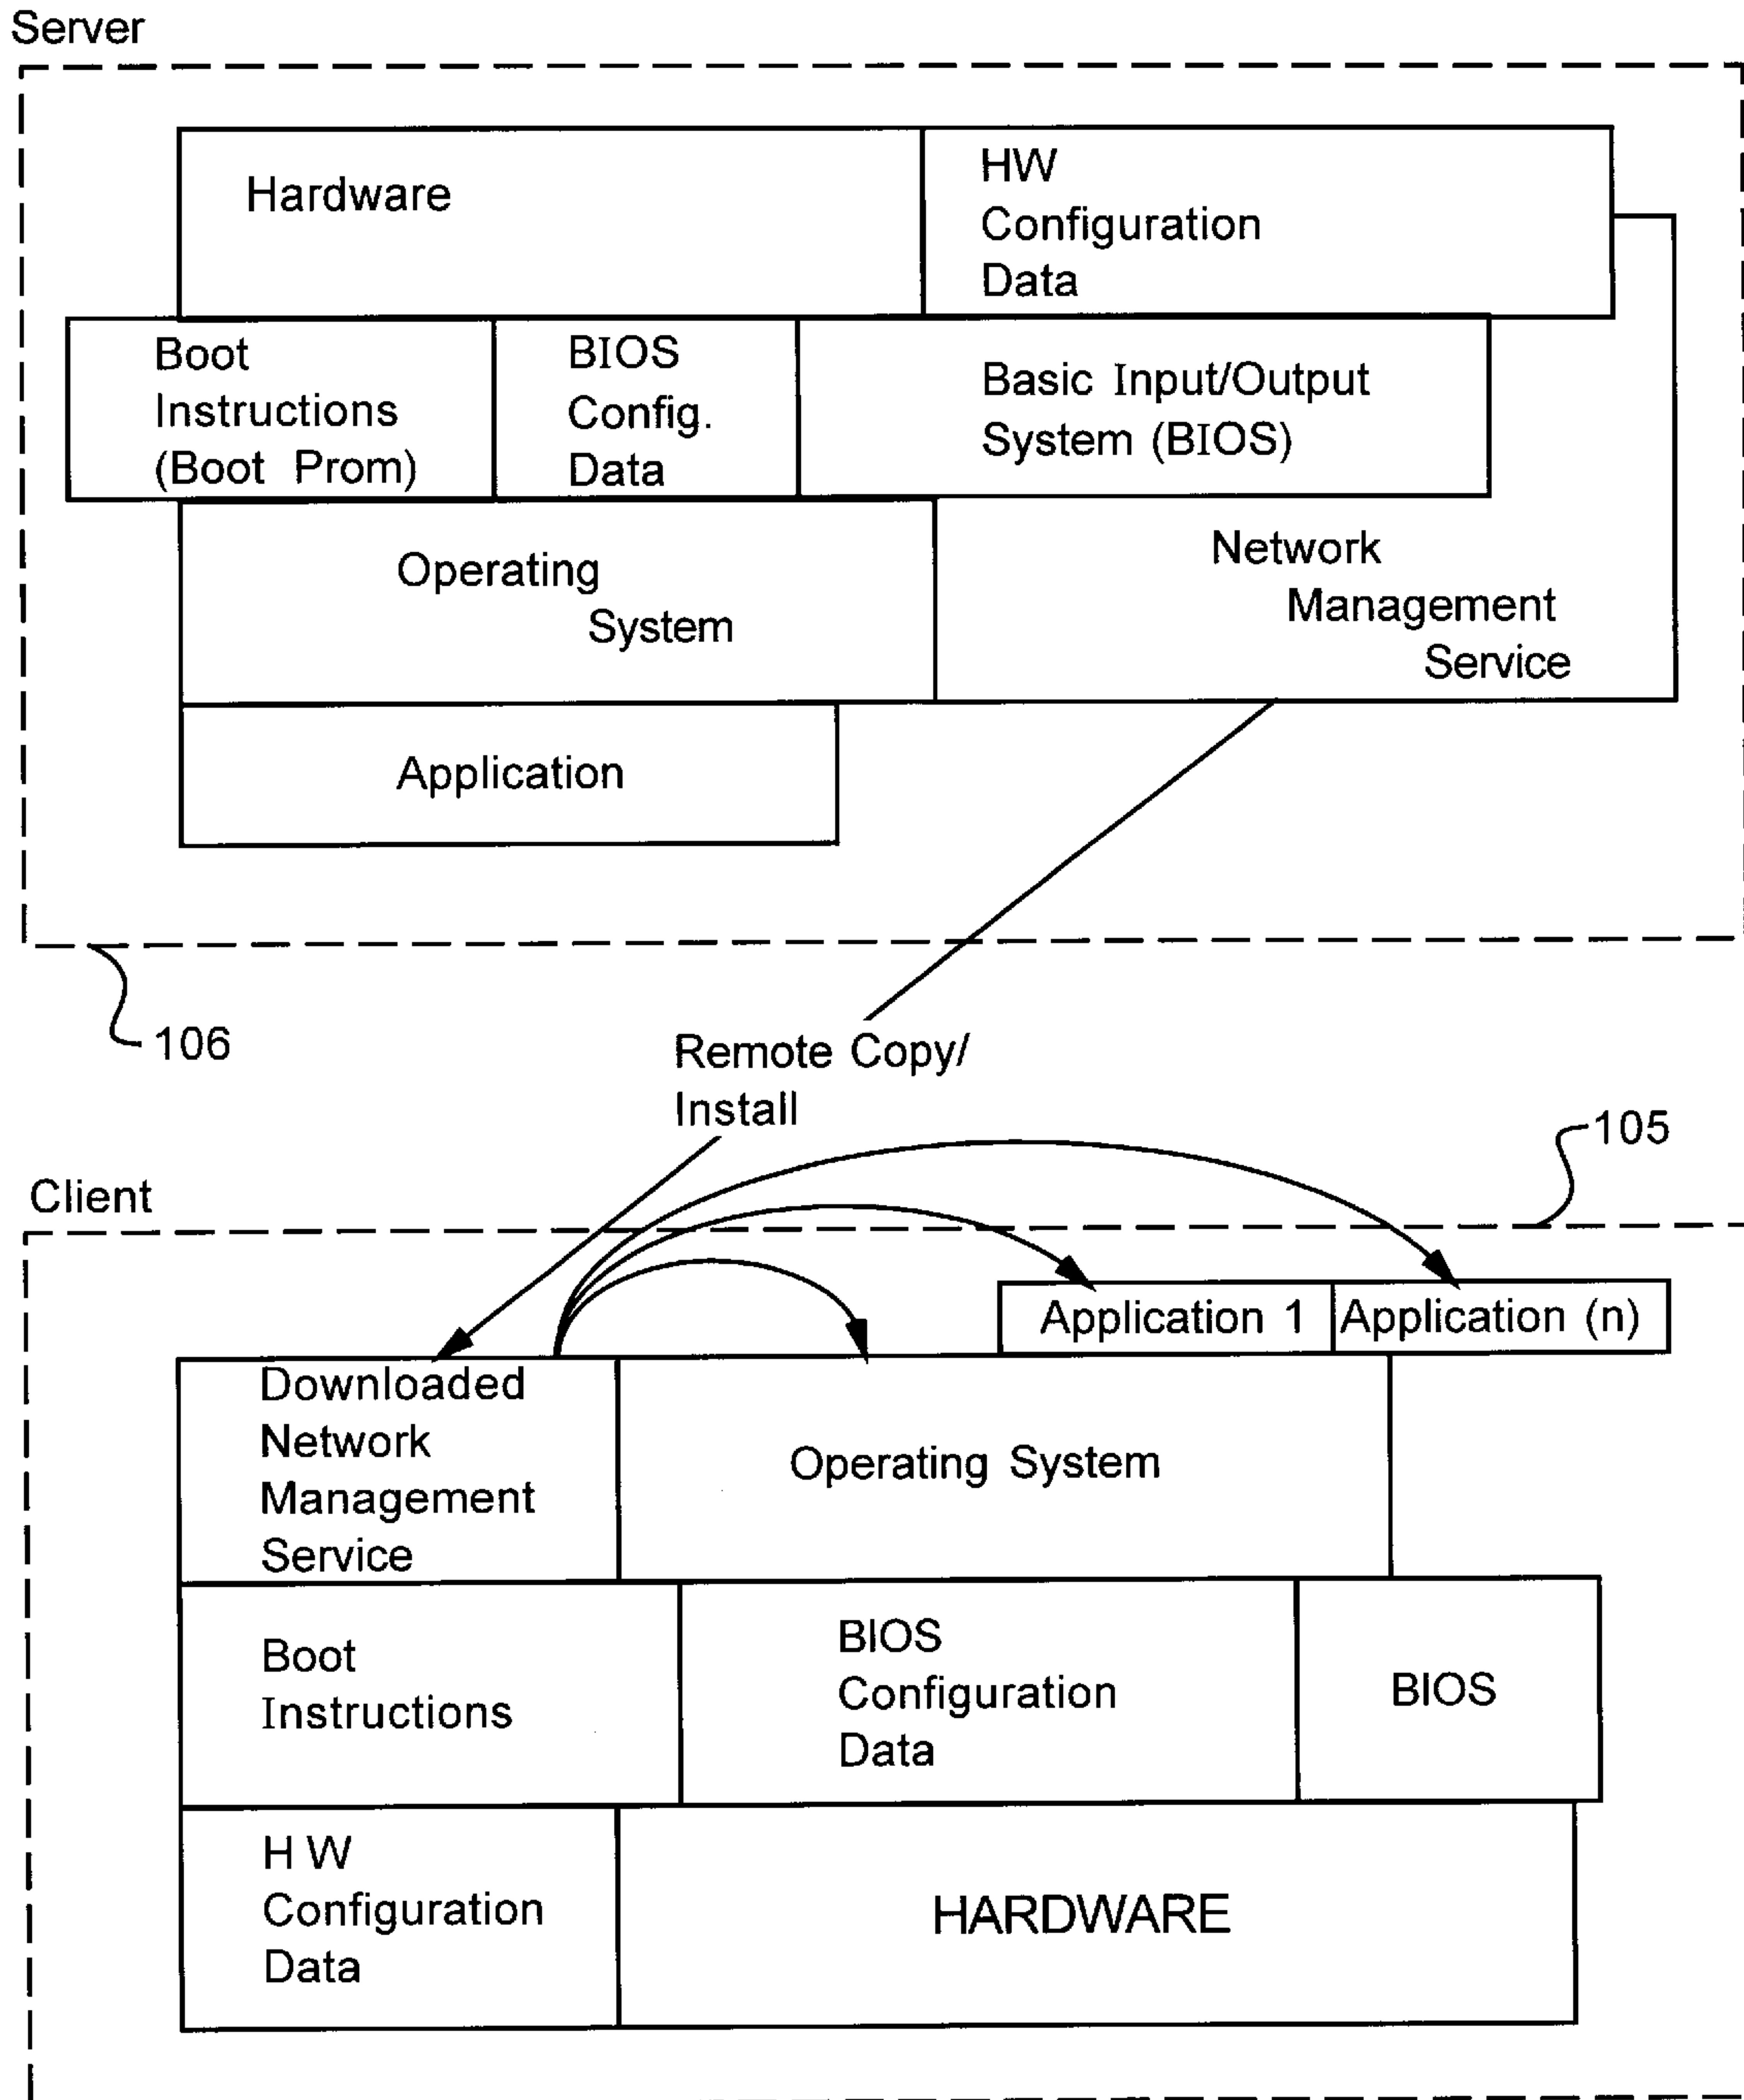 Server
Hardware
HW
Configuration
Data
Boot
Instructions
(Boot Prom)
BIOS
Config.
Data
Basic Input/Output
System (BIOS)
Operating
System
Network
Management
Service
Application
106
Remote Copy/
Install
105
Client
Application 1
Application (n)
Downloaded
Network
Management
Service
Operating System
Boot
Instructions
BIOS
Configuration
Data
BIOS
H W
Configuration
Data
HARDWARE